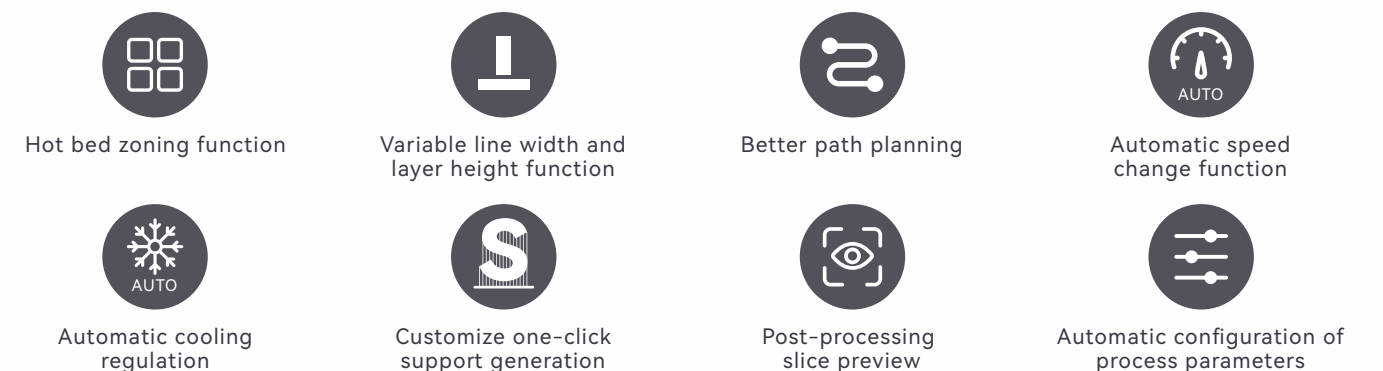 AUTO
Hot bed zoning function
Variable line width and
layer height function
Better path planning
Automatic speed
change function
AUTO
S
Automatic cooling
regulation
Customize one-click
support generation
Post-processing
slice preview
Automatic configuration of
process parameters